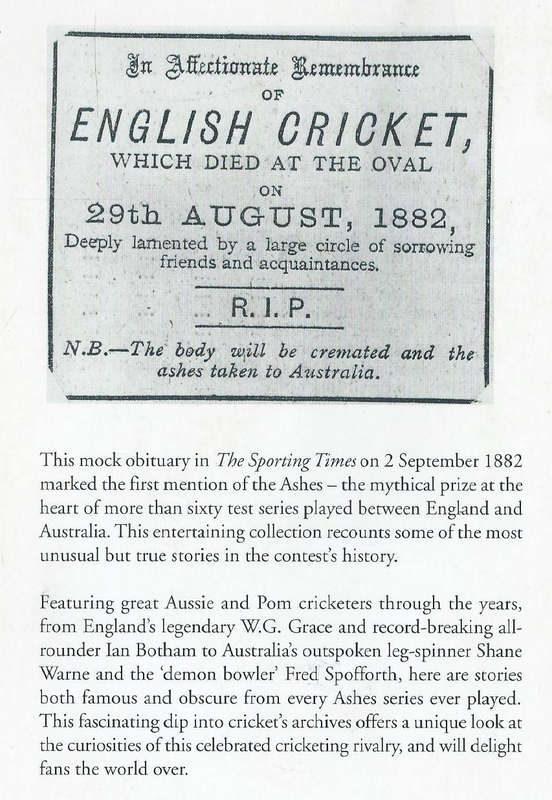 In Affectionate Remembrance
OF
ENGLISH CRICKET,
WHICH DIED AT THE OVAL
ON
29th AUGUST, 1882,
Deeply lamented by a large circle of sorrowing
friends and acquaintances.
R. I. P.
N.B.—The body will be cremated and the
ashes taken to Australia.
This mock obituary in The Sporting Times on 2 September 1882
marked the first mention of the Ashes – the mythical prize at the
heart of more than sixty test series played between England and
Australia. This entertaining collection recounts some of the most
unusual but true stories in the contest's history.
Featuring great Aussie and Pom cricketers through the years,
from England's legendary W.G. Grace and record-breaking all-
rounder Ian Botham to Australia's outspoken leg-spinner Shane
Warne and the 'demon bowler' Fred Spofforth, here are stories
both famous and obscure from every Ashes series ever played.
This fascinating dip into cricket's archives offers a unique look at
the curiosities of this celebrated cricketing rivalry, and will delight
fans the world over.